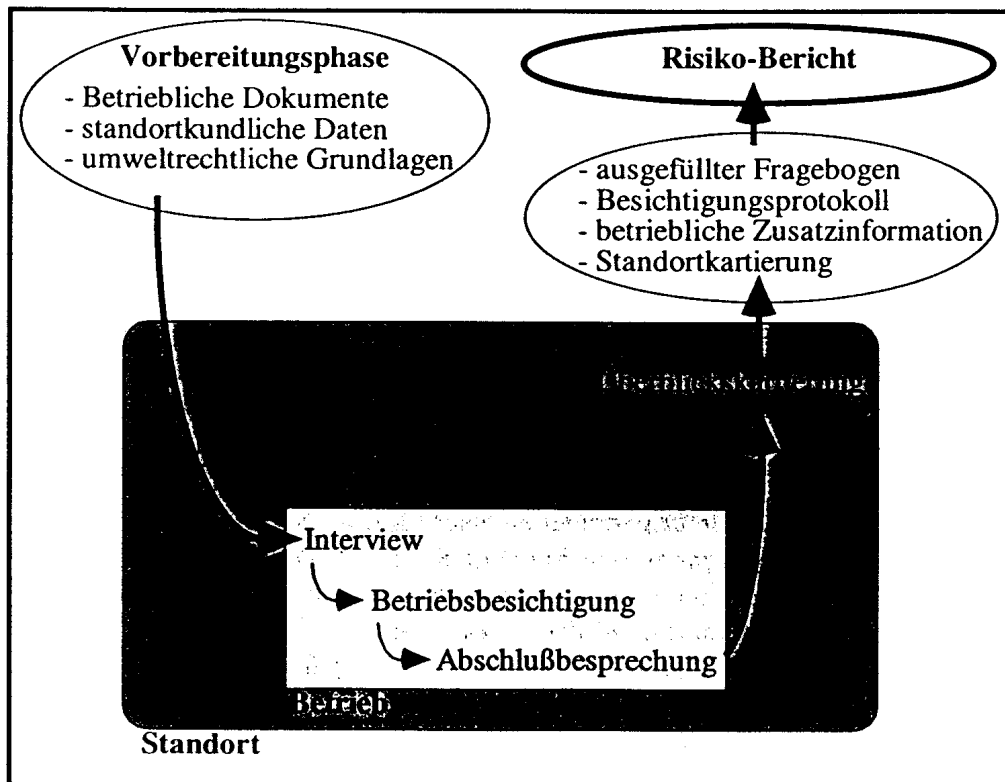 Vorbereitungsphase
- Betriebliche Dokumente
- standortkundliche Daten
- umweltrechtliche Grundlagen
Risiko-Bericht
- ausgefüllter Fragebogen
- Besichtigungsprotokoll
- betriebliche Zusatzinformation
- Standortkartierung
Überblickskartierung
Interview
Betriebsbesichtigung
Abschlußbesprechung
Betrieb
Standort